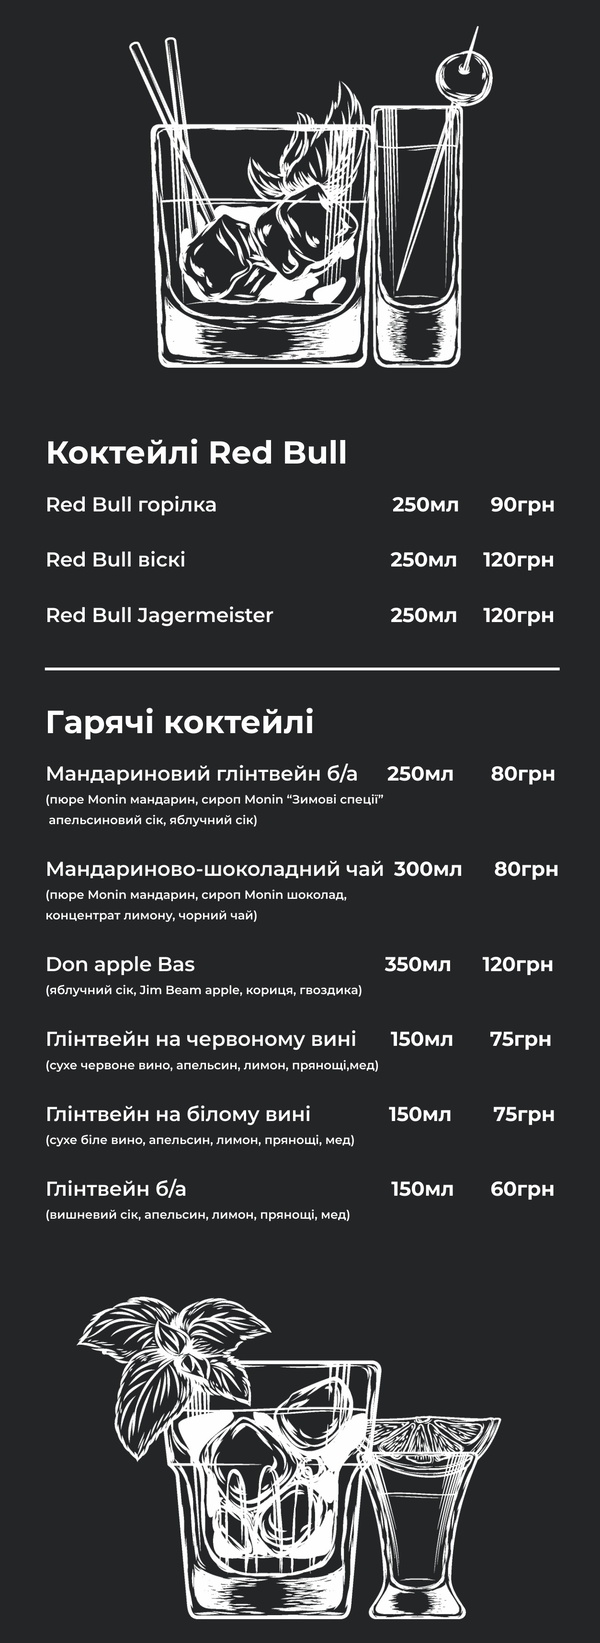 Коктейлі Red Bull
Red Bull горілка 250мл 90грн
Red Bull віскі 250мл 120грн
Red Bull Jagermeister 250мл 120грн
Гарячі коктейлі
Мандариновий глінтвейн б/а 250мл 80грн
(пюре Monin мандарин, сироп Monin “Зимові спеції”
апельсиновий сік, яблучний сік)
Мандариново-шоколадний чай 300мл 80грн
(пюре Monin мандарин, сироп Monin шоколад,
концентрат лимону, чорний чай)
Don apple Bas 350мл 120грн
(яблучний сік, Jim Beam apple, кориця, гвоздика)
Глінтвейн на червоному вині 150мл 75грн
(сухе червоне вино, апельсин, лимон, прянощі,мед)
Глінтвейн на білому вині 150мл 75грн
(сухе біле вино, апельсин, лимон, прянощі, мед)
Глінтвейн б/а 150мл 60грн
(вишневий сік, апельсин, лимон, прянощі, мед)